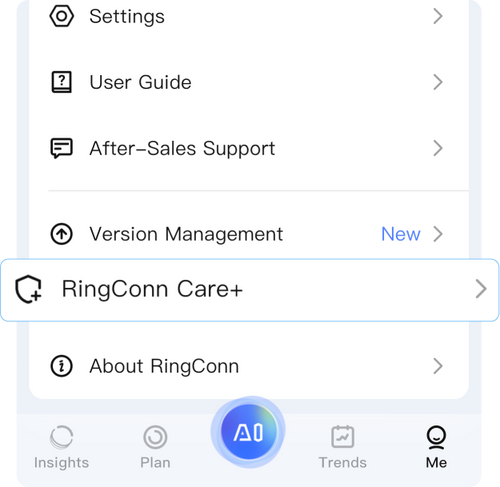 Settings
User Guide
After-Sales Support
Version Management New
RingConn Care+
About RingConn
AI
Insights Plan Trends Me